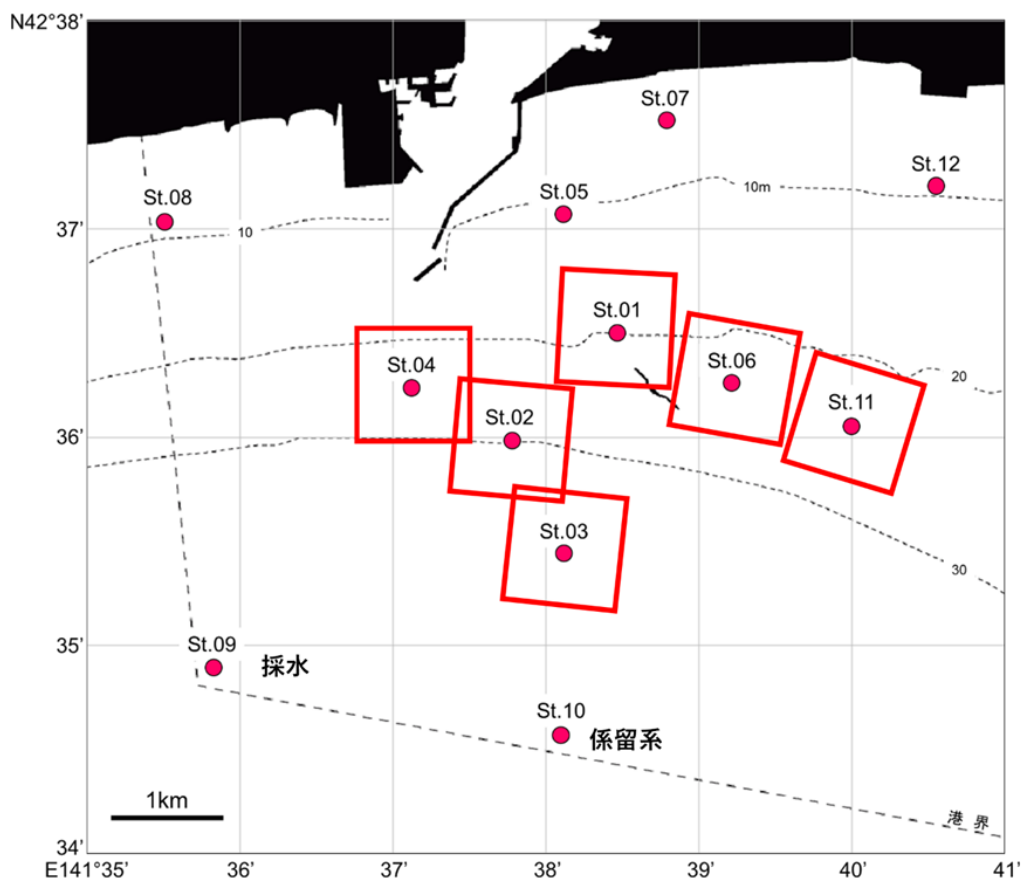 N42°38'
St.07
St.12
St.05
10m
St.08
37'
10
St.01
St.04
St.06
20
St.11
St.02
36'
St.03
30
35'
St.09
採水
St.10
係留系
1km
港 界
34'
E141°35'
36'
37'
38'
39'
40'
41'